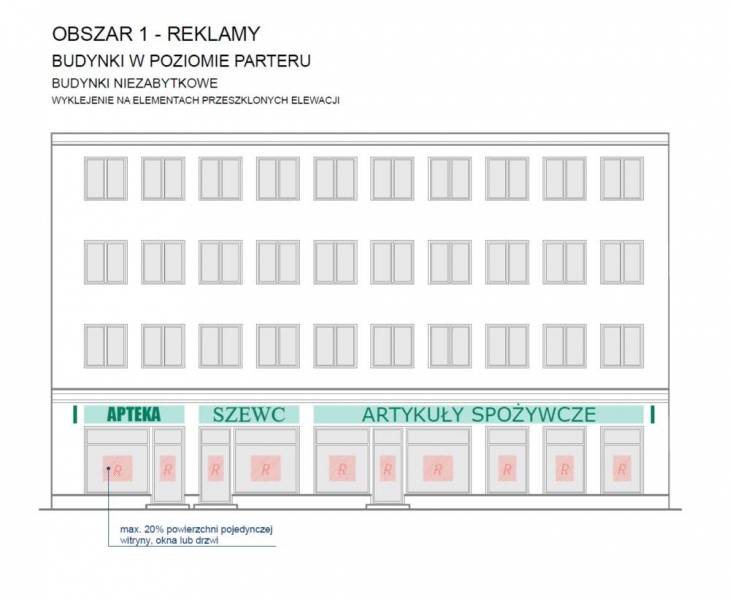 OBSZAR 1 - REKLAMY
BUDYNKI W POZIOMIE PARTERU
BUDYNKI NIEZABYTKOWE
WYKLEJENIE NA ELEMENTACH PRZESZKLONYCH ELEWACJI
APTEKA SZEWC ARTYKUŁY SPOŻYWCZE
R R R R R R R R R R
max. 20% powierzchni pojedynczej
witryny, okna lub drzwi